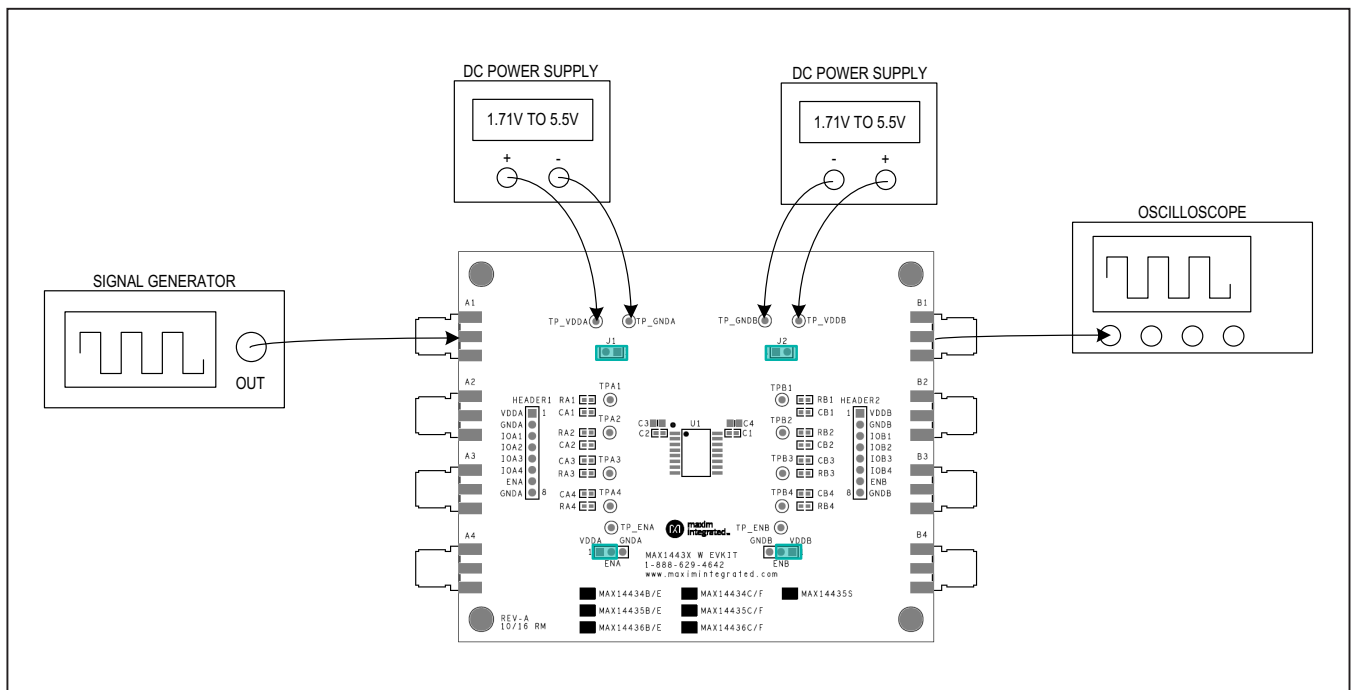 DC POWER SUPPLY
1.71V TO 5.5V
+ -
DC POWER SUPPLY
1.71V TO 5.5V
- +
OSCILLOSCOPE
SIGNAL GENERATOR
OUT
A1
B1
TP_VDDA
TP_GNDA
TP_GNDB
TP_VDDB
J1
J2
A2
B2
HEADER1
VDDA 1
GNDA
IOA1
IOA2
IOA3
IOA4
ENA
GNDA 8
RA1
CA1
RA2
CA2
CA3
RA3
CA4
RA4
TPA1
TPA2
TPA3
TPA4
C3
C2
U1
C4
C1
TPB1
TPB2
TPB3
TPB4
RB1
CB1
RB2
CB2
CB3
RB3
CB4
RB4
HEADER2
1 VDDB
GNDB
IOB1
IOB2
IOB3
IOB4
ENB
8 GNDB
A3
B3
A4
B4
TP_ENA
maxim
integrated™
TP_ENB
VDDA GNDA
1
ENA
GNDB VDDB
ENB
MAX1443X W EVKIT
1-888-629-4642
www.maximintegrated.com
MAX14434B/E MAX14434C/F MAX14435S
MAX14435B/E MAX14435C/F
MAX14436B/E MAX14436C/F
REV-A
10/16 RM